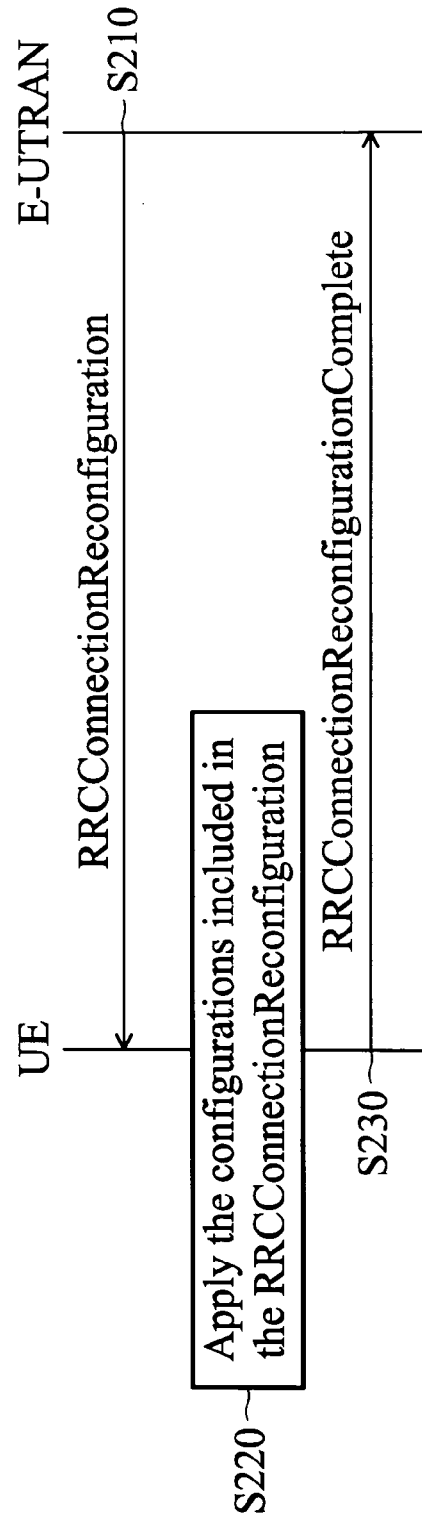 UE
E-UTRAN
RRCConnectionReconfiguration
S210
Apply the configurations included in
the RRCConnectionReconfiguration
S220
RRCConnectionReconfigurationComplete
S230